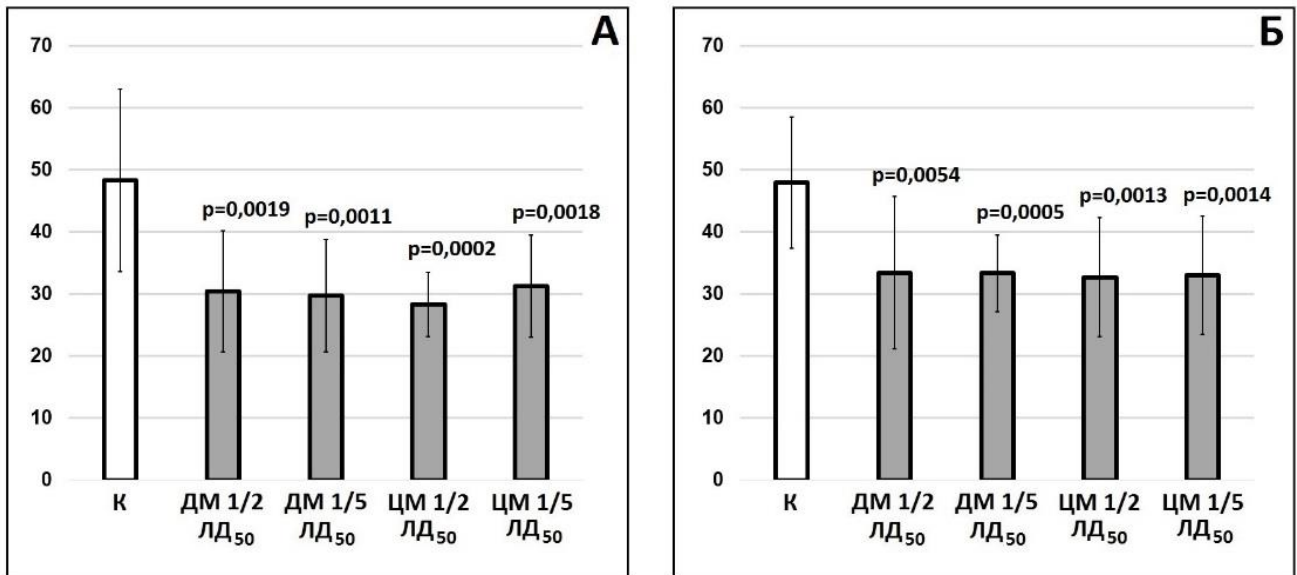 А
70
60
50
40
30
20
10
0
p=0,0019
p=0,0011
p=0,0002
p=0,0018
К
ДМ 1/2
ЛД50
ДМ 1/5
ЛД50
ЦМ 1/2
ЛД50
ЦМ 1/5
ЛД50
Б
70
60
50
40
30
20
10
0
p=0,0054
p=0,0005
p=0,0013
p=0,0014
К
ДМ 1/2
ЛД50
ДМ 1/5
ЛД50
ЦМ 1/2
ЛД50
ЦМ 1/5
ЛД50